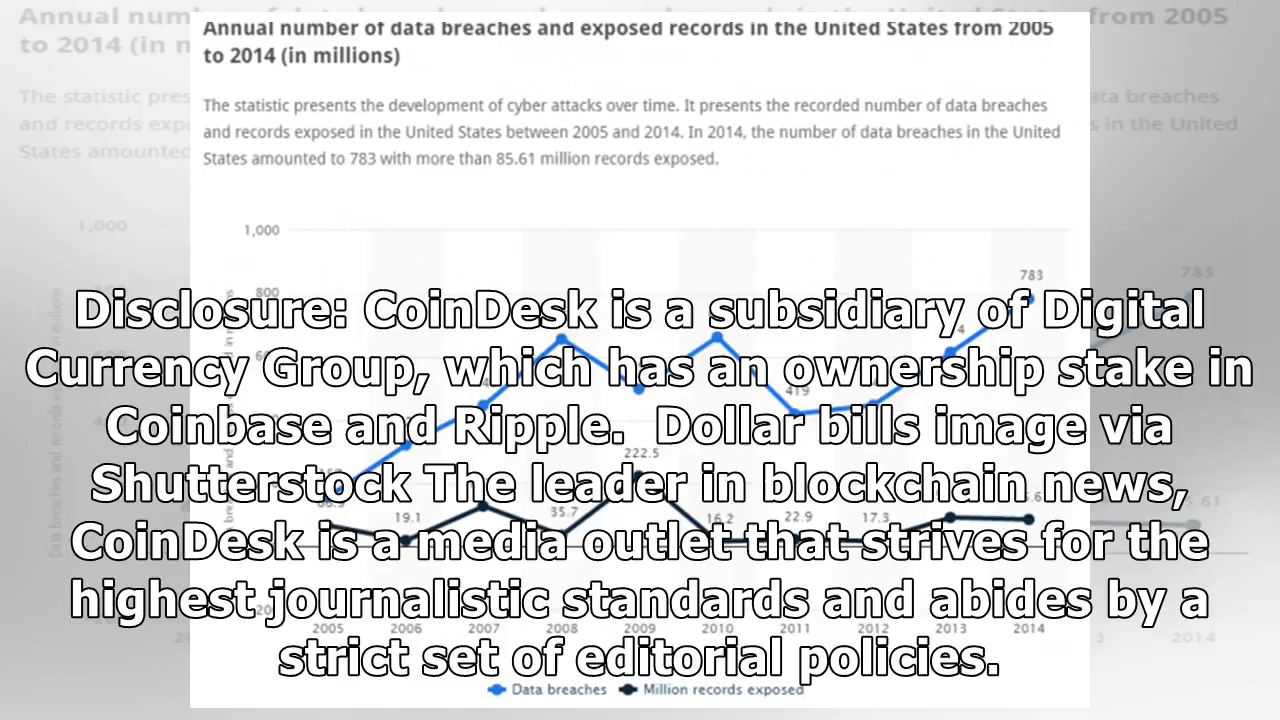 Annual number of data breaches and exposed records in the United States from 2005
to 2014 (in millions)
The statistic presents the development of cyber attacks over time. It presents the recorded number of data breaches
and records exposed in the United States between 2005 and 2014. In 2014, the number of data breaches in the United
States amounted to 783 with more than 85.61 million records exposed.
1,000
783
800
Disclosure: CoinDesk is a subsidiary of Digital
Currency Group, which has an ownership stake in
419
Coinbase and Ripple. Dollar bills image via
222.5
Shutterstock The leader in blockchain news,
19.1 35.7 16.2 22.9 17.3
CoinDesk is a media outlet that strives for the
highest journalistic standards and abides by a
2005 2006 2007 2008 2009 2010 2011 2012 2013 2014
strict set of editorial policies.
Data breaches Million records exposed